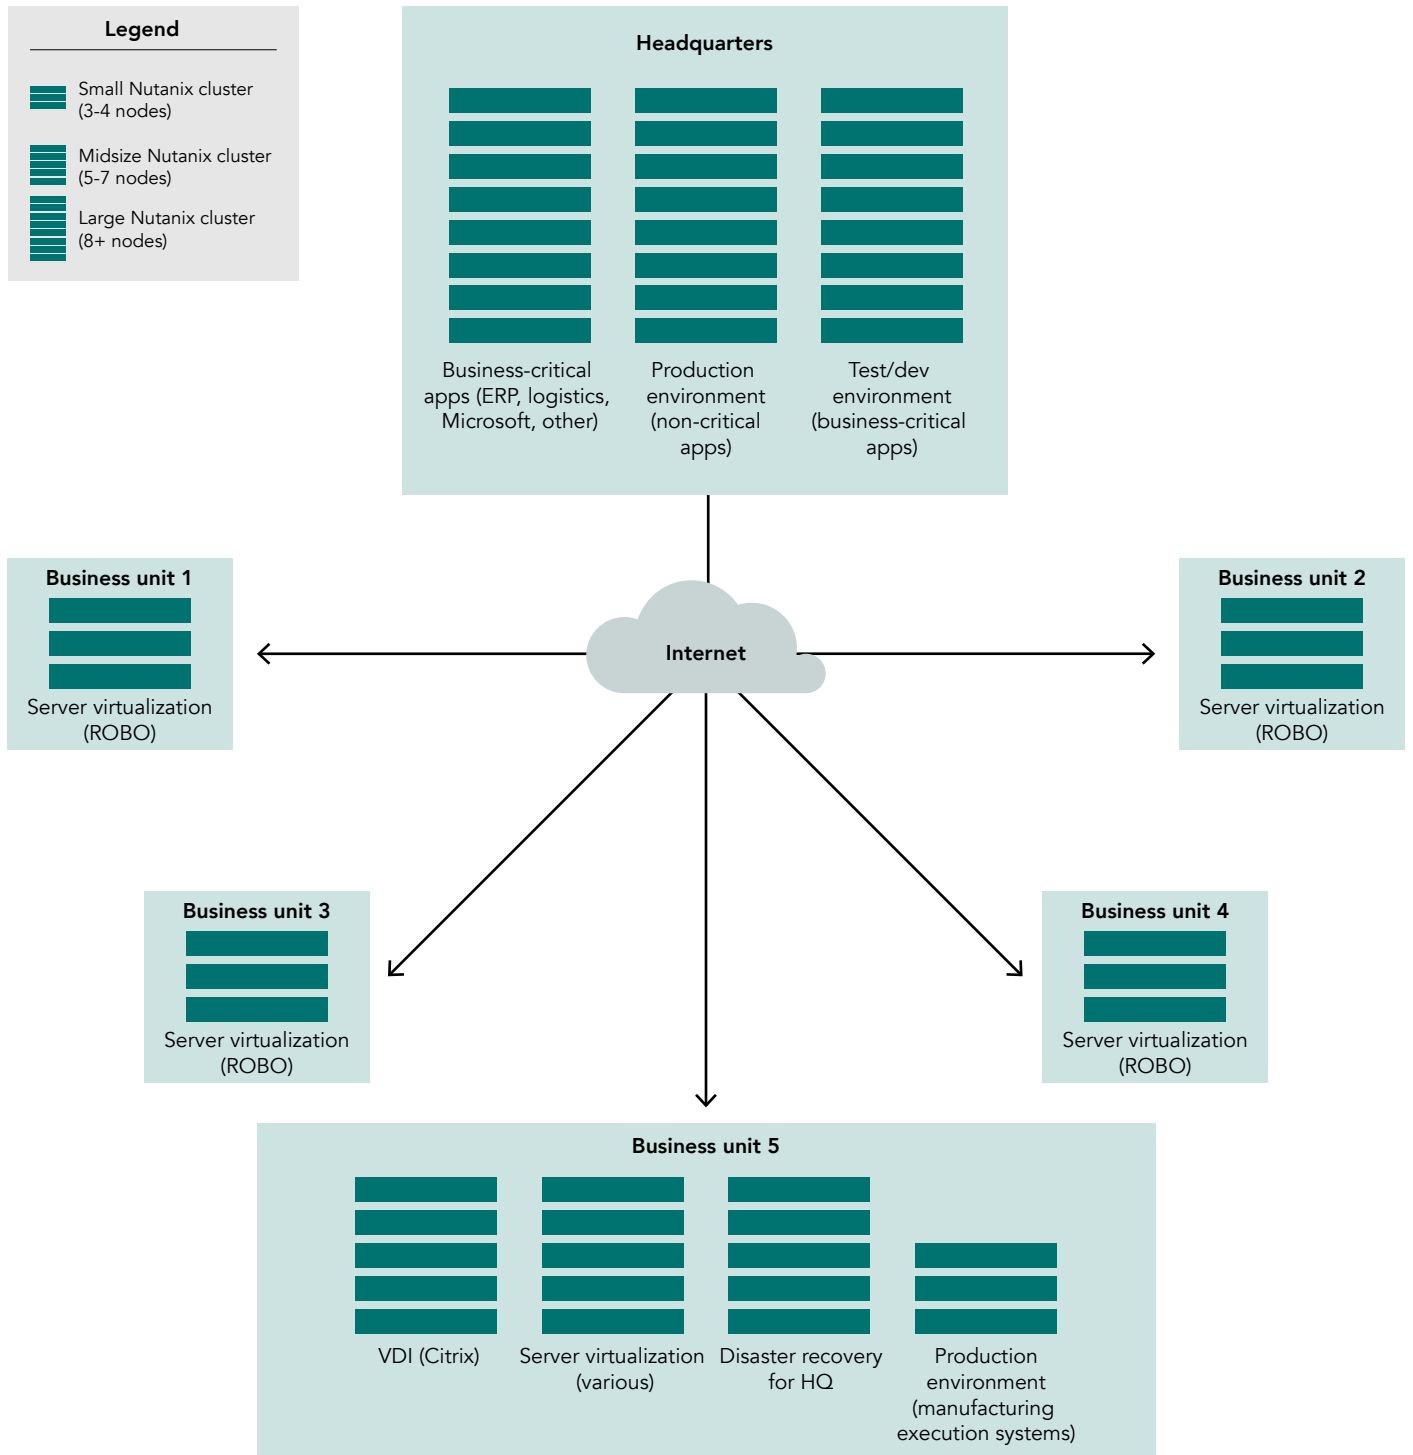 Legend
Small Nutanix cluster
(3-4 nodes)
Midsize Nutanix cluster
(5-7 nodes)
Large Nutanix cluster
(8+ nodes)
Headquarters
Business-critical
apps (ERP, logistics,
Microsoft, other)
Production
environment
(non-critical
apps)
Test/dev
environment
(business-critical
apps)
Business unit 1
Server virtualization
(ROBO)
Internet
Business unit 2
Server virtualization
(ROBO)
Business unit 3
Server virtualization
(ROBO)
Business unit 4
Server virtualization
(ROBO)
Business unit 5
VDI (Citrix)
Server virtualization
(various)
Disaster recovery
for HQ
Production
environment
(manufacturing
execution systems)